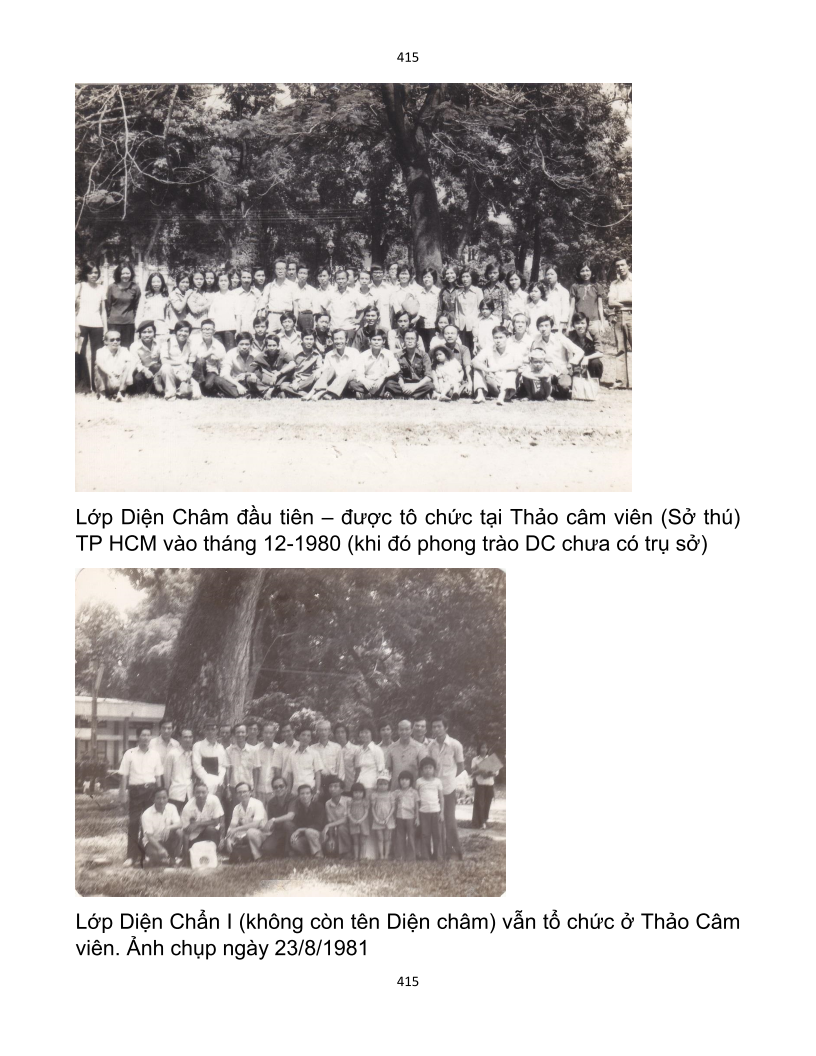 415
Lớp Diện Châm đầu tiên – được tô chức tại Thảo câm viên (Sở thú)
TP HCM vào tháng 12-1980 (khi đó phong trào DC chưa có trụ sở)
Lớp Diện Chẩn I (không còn tên Diện châm) vẫn tổ chức ở Thảo Câm
viên. Ảnh chụp ngày 23/8/1981
415